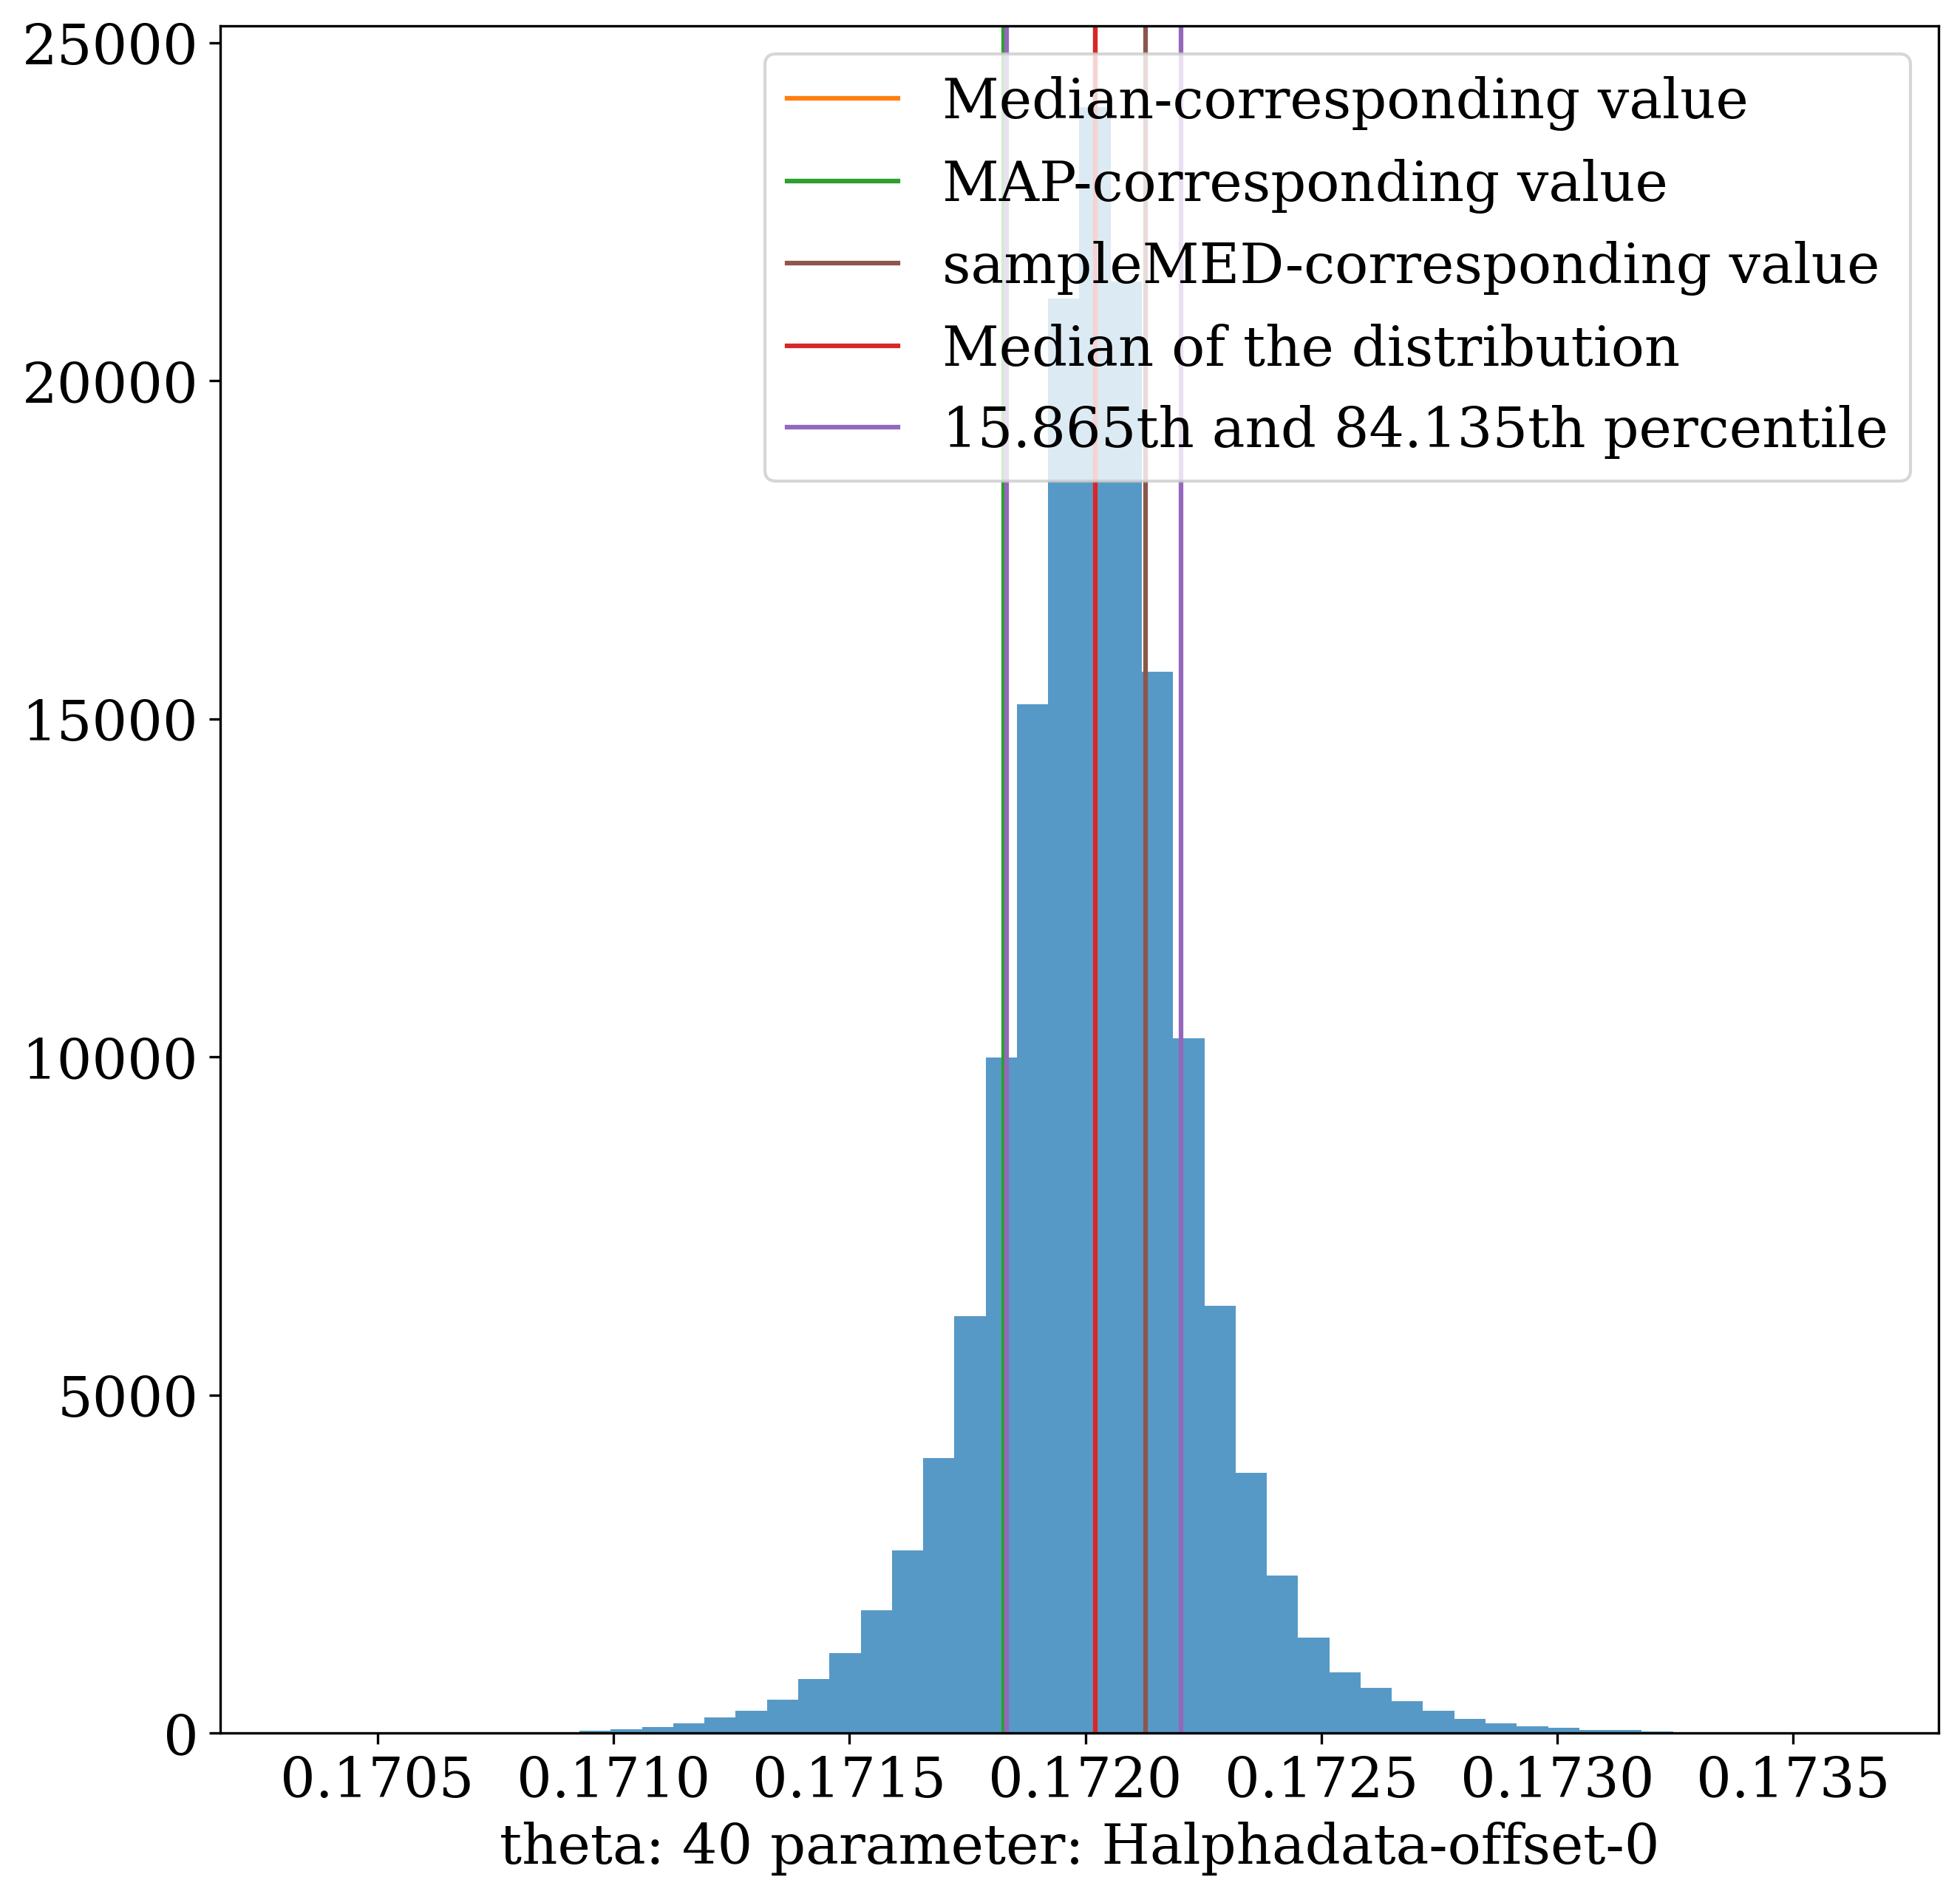 25000
20000
15000
10000
5000
0
Median-corresponding value
MAP-corresponding value
sampleMED-corresponding value
Median of the distribution
15.865th and 84.135th percentile
0.1705 0.1710 0.1715 0.1720 0.1725 0.1730 0.1735
theta: 40 parameter: Halphadata-offset-0